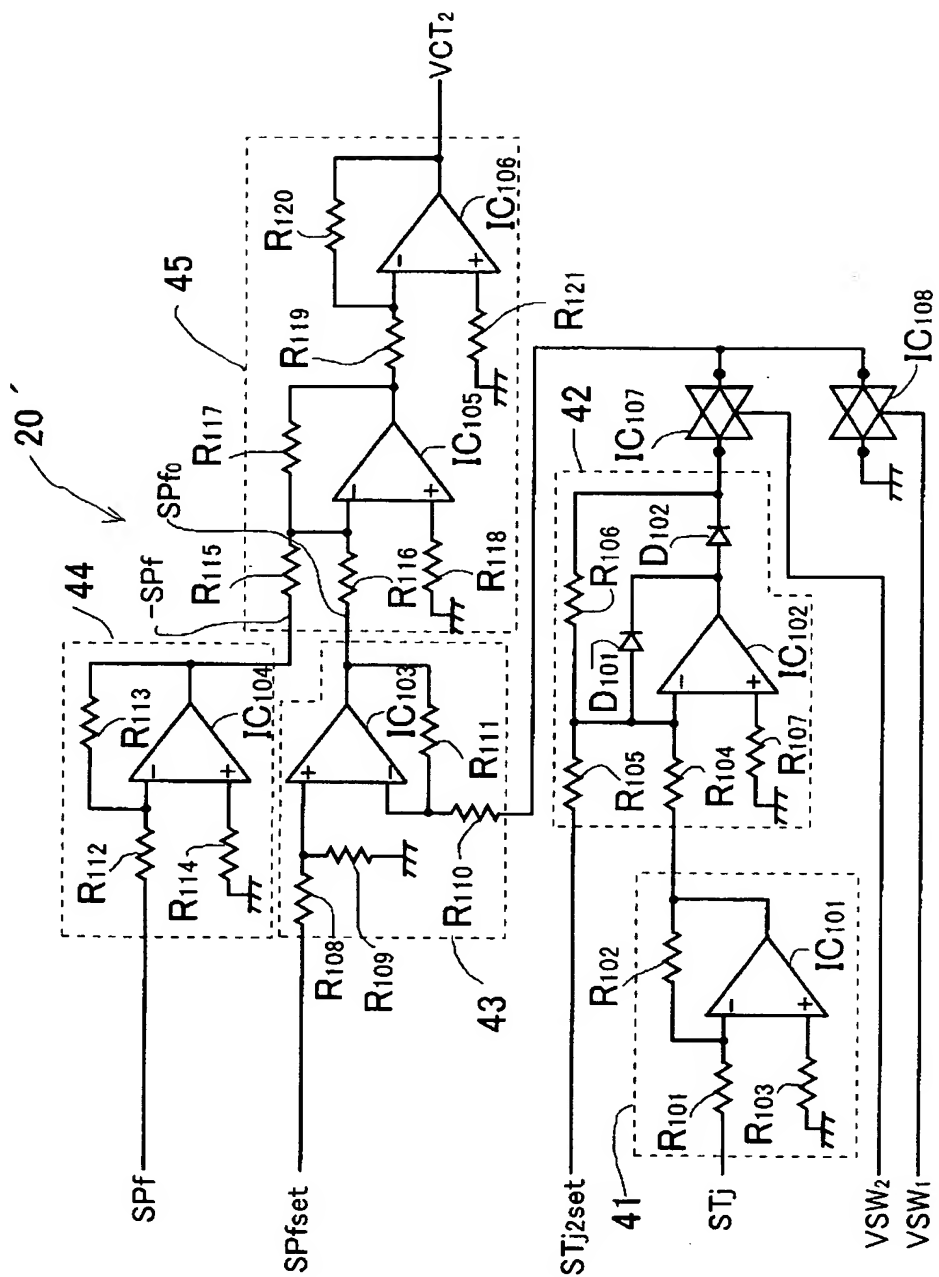 20´
44
SPf
R112
R113
R114
IC104
-SPf
SPfset
R108
R109
R110
R111
IC103
43
SPfo
45
R115
R116
R117
R118
IC105
R119
R120
R121
IC106
VCT2
STj2set
42
R105
R104
R106
R107
D101
D102
IC102
IC107
IC108
41
STj
R101
R102
R103
IC101
VSW2
VSW1